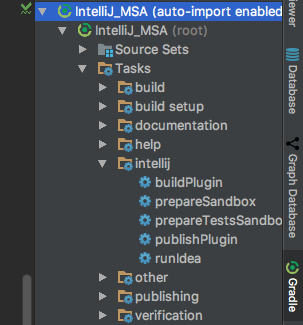 IntelliJ_MSA (auto-import enabled
IntelliJ_MSA (root)
Source Sets
Tasks
build
build setup
documentation
help
intellij
buildPlugin
prepareSandbox
prepareTestsSandbo
publishPlugin
runIdea
other
publishing
verification
iewer
Database
Graph Database
Gradle